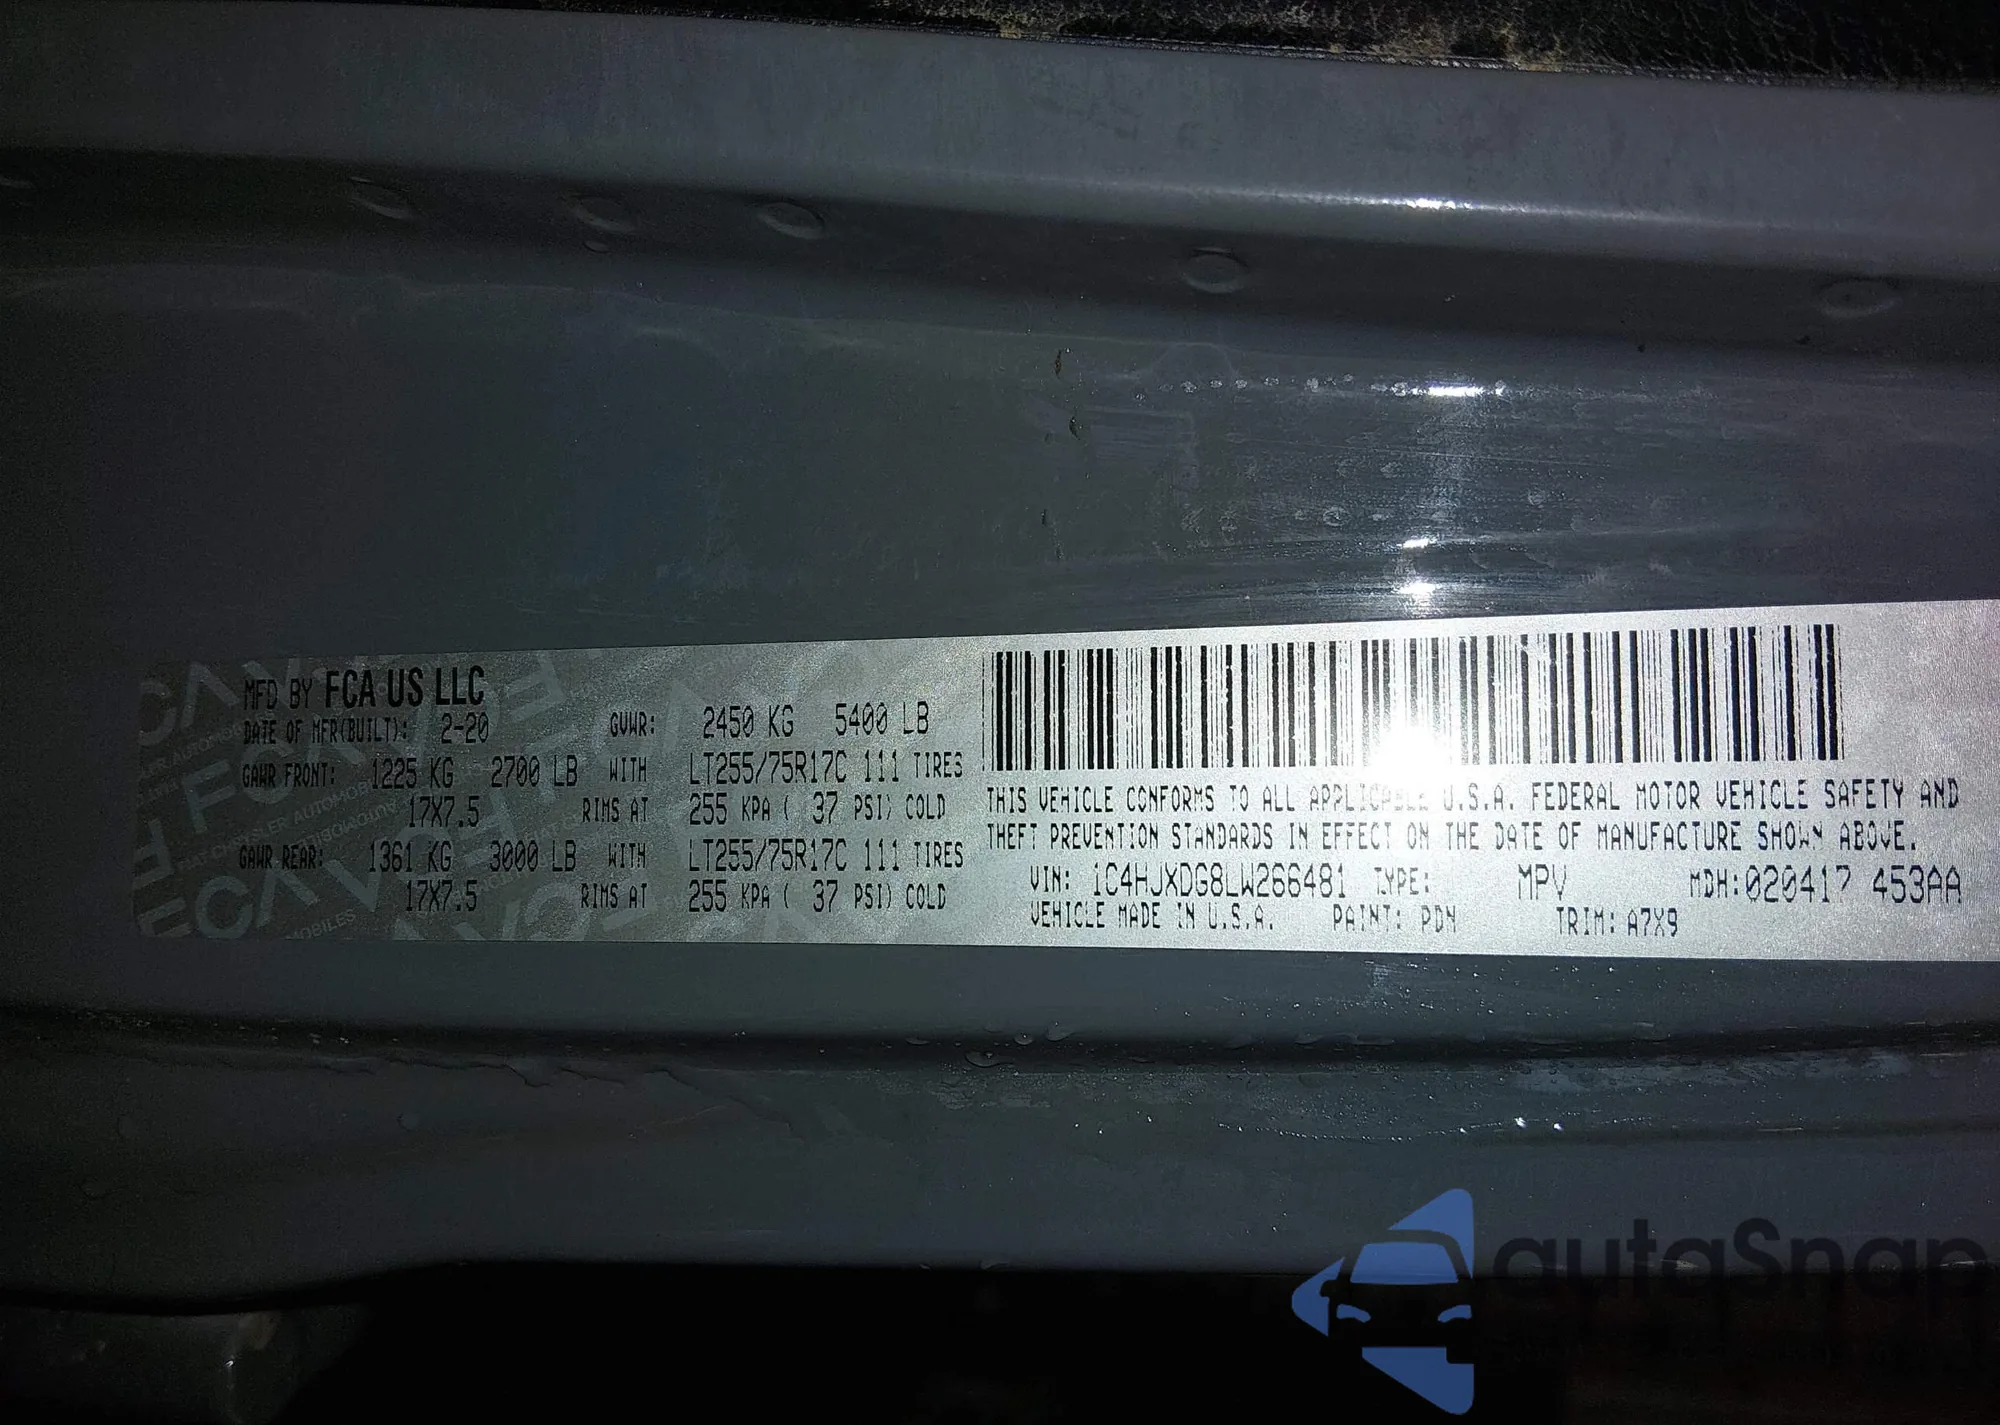 MFD BY FCA US LLC
DATE OF MFR(BUILT): 2-20 GVWR: 2450 KG 5400 LB
GAWR FRONT: 1225 KG 2700 LB WITH LT255/75R17C 111 TIRES
17X7.5 RIMS AT 255 KPA ( 37 PSI) COLD
GAWR REAR: 1361 KG 3000 LB WITH LT255/75R17C 111 TIRES
17X7.5 RIMS AT 255 KPA ( 37 PSI) COLD
THIS VEHICLE CONFORMS TO ALL APPLICABLE U.S.A. FEDERAL MOTOR VEHICLE SAFETY AND
THEFT PREVENTION STANDARDS IN EFFECT ON THE DATE OF MANUFACTURE SHOWN ABOVE.
VIN: 1C4HJXDG8LW266481 TYPE: MPV MDH:020417 453AA
VEHICLE MADE IN U.S.A. PAINT: PDN TRIM: A7X9
autoSnap